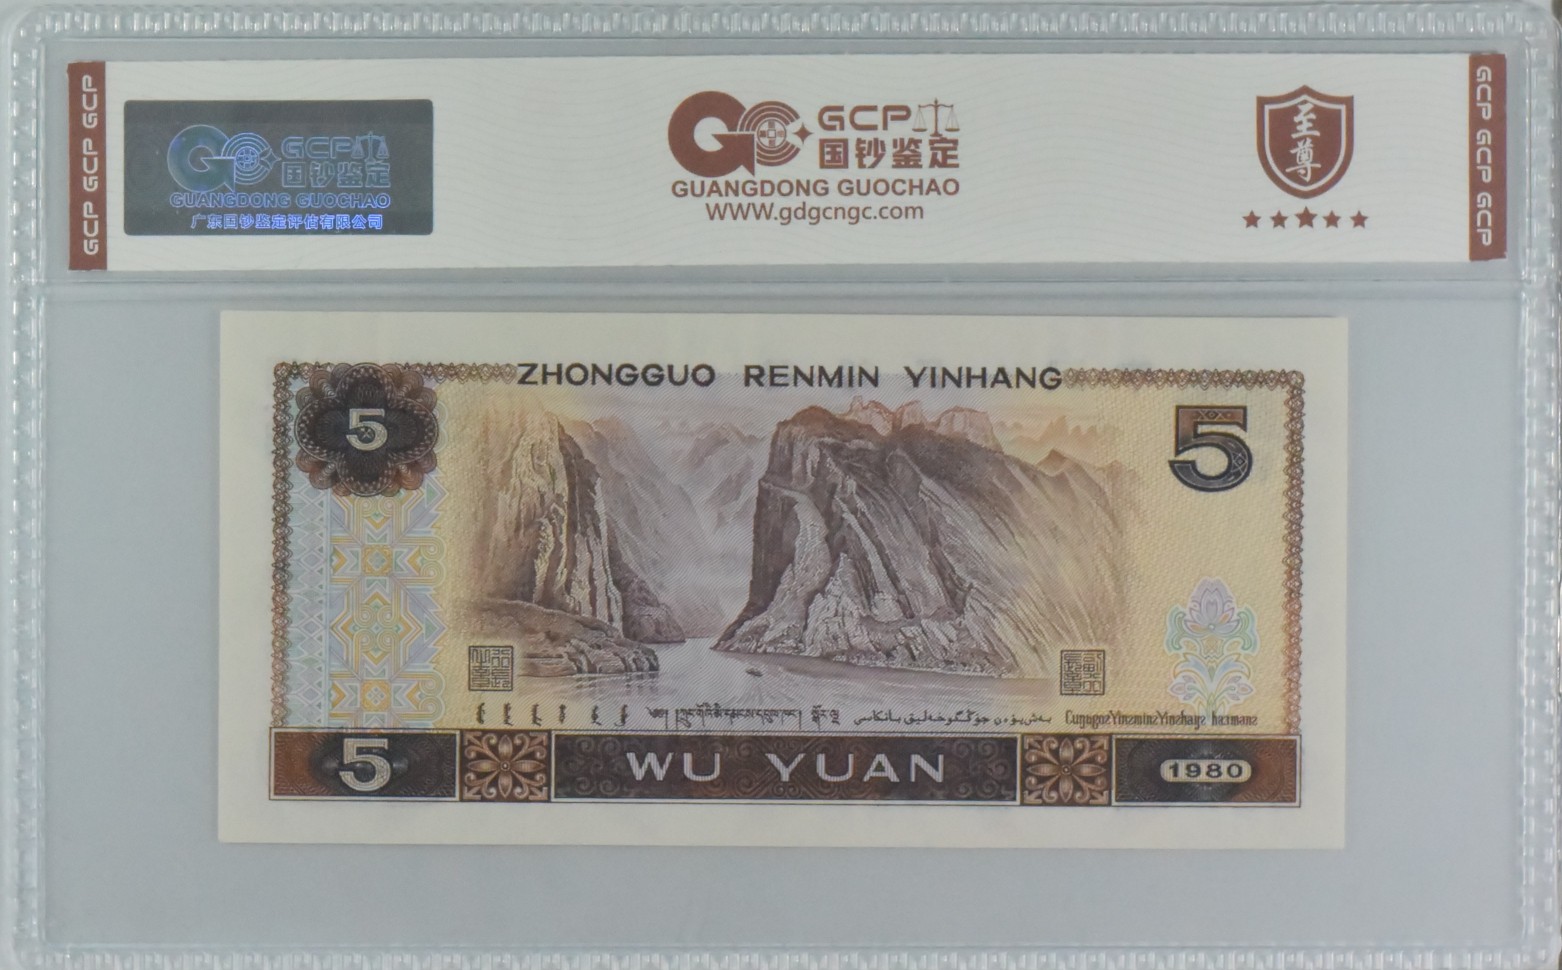 GCP GCP GCP
GCP
国钞鉴定
GUANGDONG GUOCHAO
广东国钞鉴定评估有限公司
GCP
国钞鉴定
GUANGDONG GUOCHAO
WWW.gdgcngc.com
至尊
GCP GCP GCP
ZHONGGUO RENMIN YINHANG
5
5
5
WU YUAN
1980